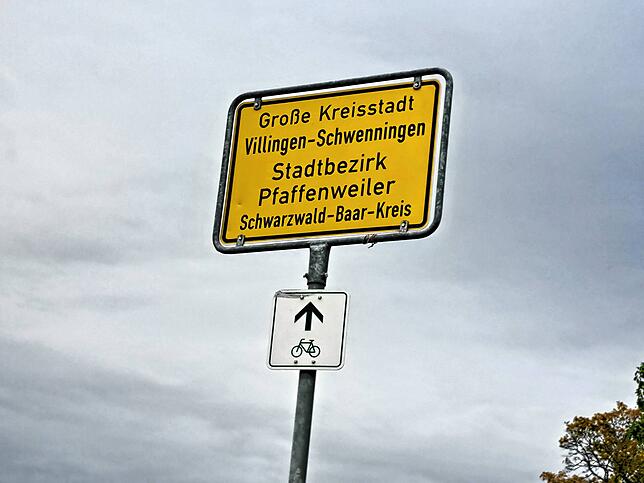 Große Kreisstadt
Villingen-Schwenningen
Stadtbezirk
Pfaffenweiler
Schwarzwald-Baar-Kreis